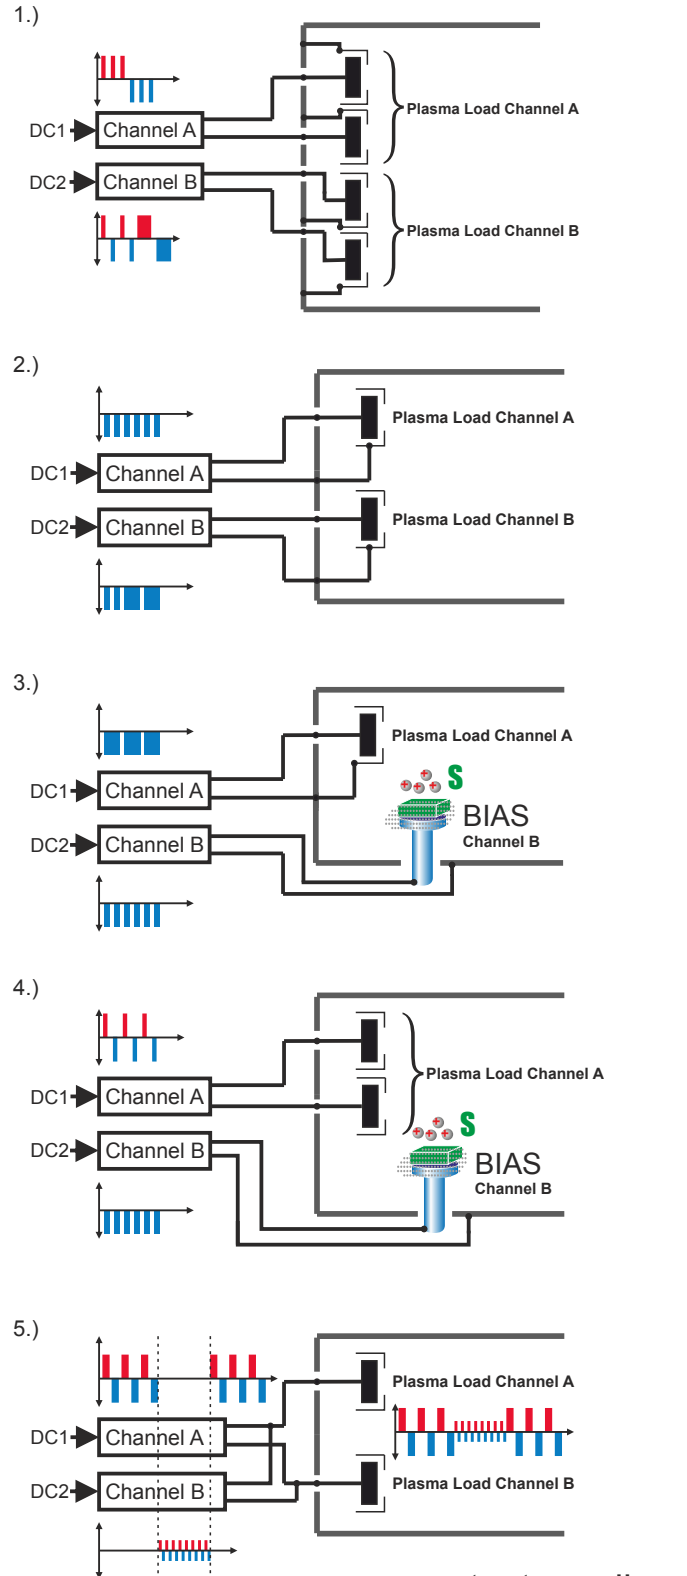 1.)
Plasma Load Channel A
DC1
Channel A
DC2
Channel B
Plasma Load Channel B
2.)
Plasma Load Channel A
DC1
Channel A
DC2
Channel B
Plasma Load Channel B
3.)
Plasma Load Channel A
S
DC1
Channel A
BIAS
DC2
Channel B
Channel B
4.)
Plasma Load Channel A
DC1
Channel A
S
DC2
Channel B
BIAS
Channel B
5.)
Plasma Load Channel A
DC1
Channel A
DC2
Channel B
Plasma Load Channel B